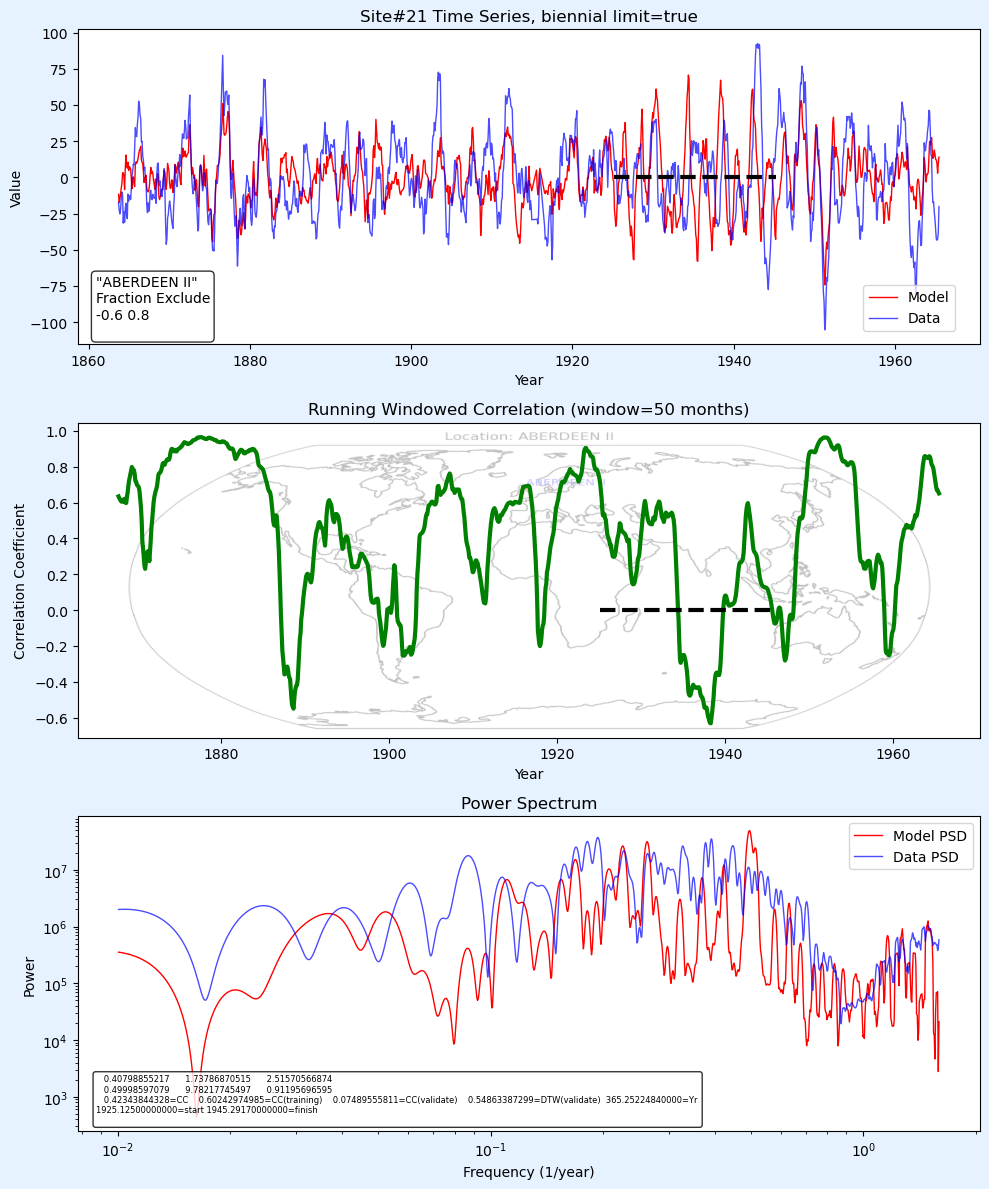 Site#21 Time Series, biennial limit=true
100
75
50
25
0
−25
−50
−75
−100
Value
"ABERDEEN II"
Fraction Exclude
-0.6 0.8
Model
Data
1860
1880
1900
1920
1940
1960
Year
Running Windowed Correlation (window=50 months)
Location: ABERDEEN II
ABERDEEN II
1.0
0.8
0.6
0.4
0.2
0.0
−0.2
−0.4
−0.6
Correlation Coefficient
1880
1900
1920
1940
1960
Year
Power Spectrum
Model PSD
Data PSD
10⁷
10⁶
10⁵
10⁴
10³
Power
0.40798855217 1.73786870515 2.51570566874
0.49998597079 9.78217745497 0.91195696595
0.42343844328=CC 0.60242974985=CC(training) 0.07489555811=CC(validate) 0.54863387299=DTW(validate) 365.25224840000=Yr
1925.12500000000=start 1945.29170000000=finish
10⁻²
10⁻¹
10⁰
Frequency (1/year)